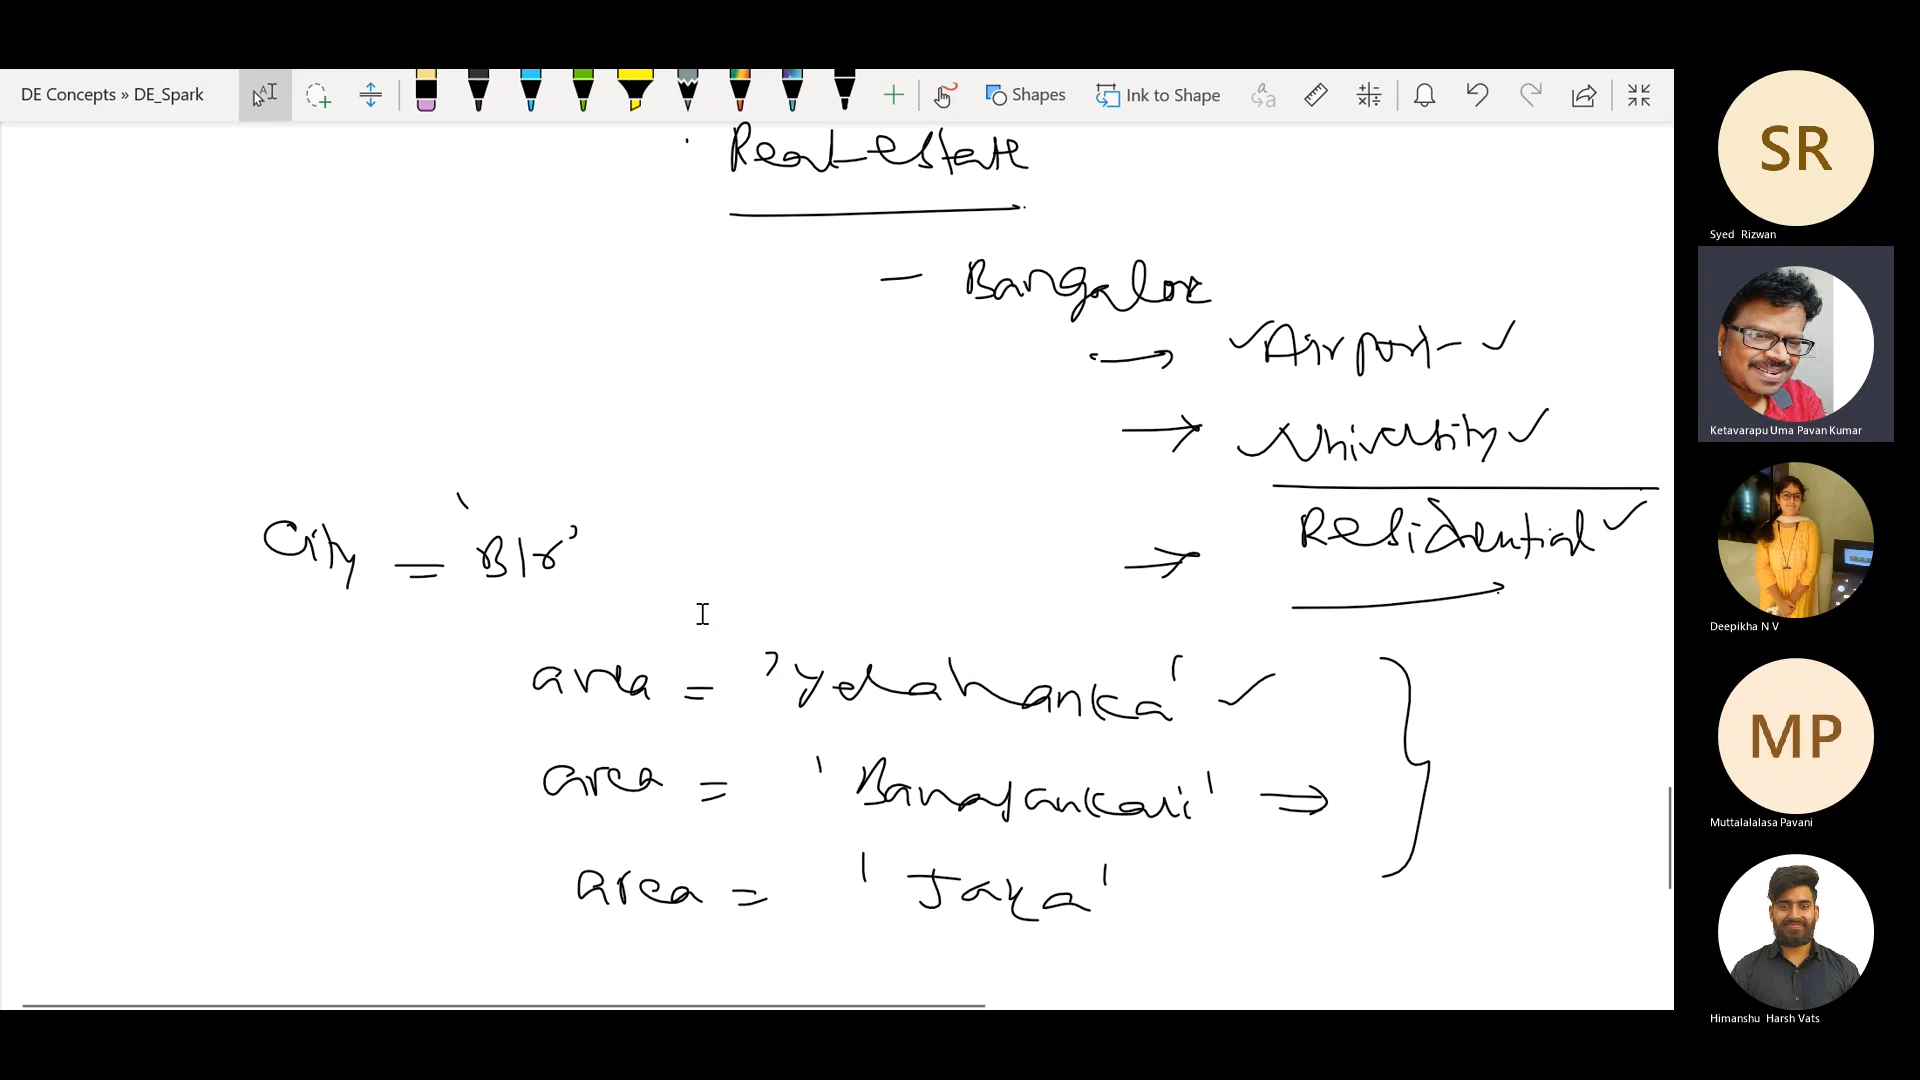 DE Concepts » DE_Spark
Shapes
Ink to Shape
Real-estate
- Bangalore
→ ✓ Airport - ✓
→ ✓ University ✓
→ Residential ✓
City = 'Blr'
area = 'Yelahanka' ✓
area = 'Banasankari' ⇒
area = 'Jaya'
SR
Syed Rizwan
Ketavarapu Uma Pavan Kumar
Deepikha N V
MP
Muttalalalasa Pavani
Himanshu Harsh Vats